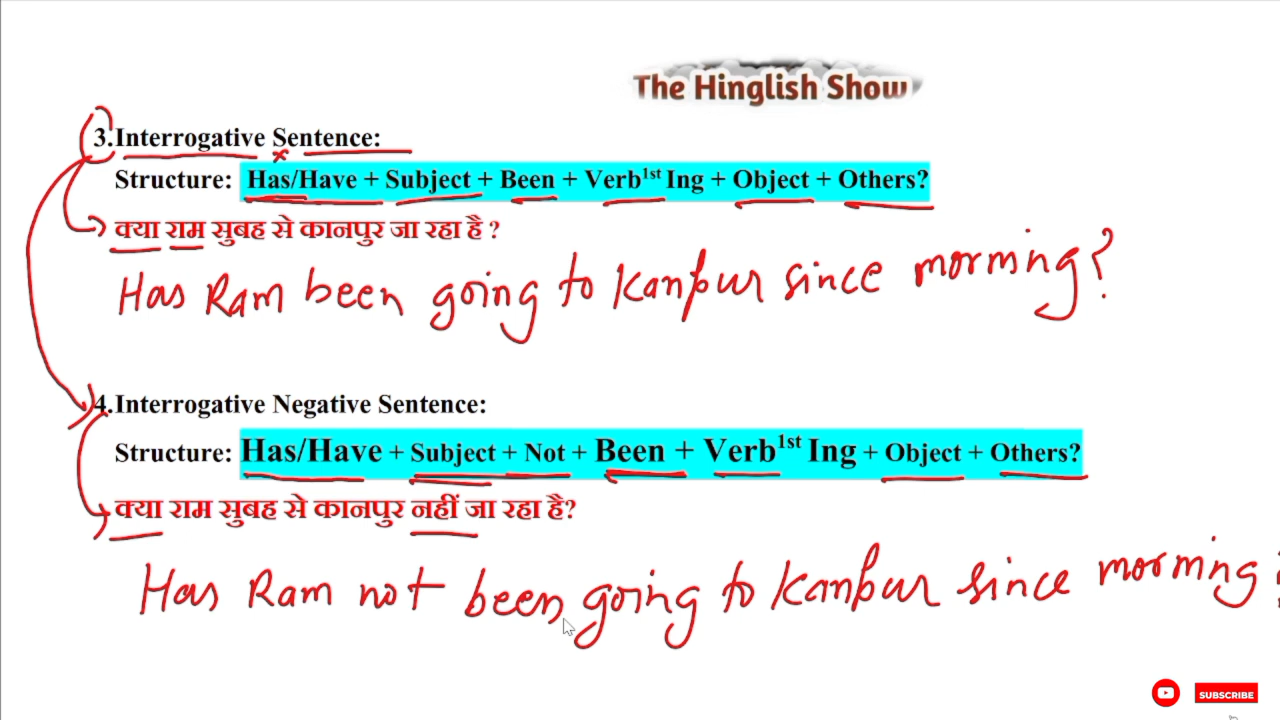 The Hinglish Show
3.Interrogative Sentence:
Structure: Has/Have + Subject + Been + Verb1st Ing + Object + Others?
क्या राम सुबह से कानपुर जा रहा है ?
Has Ram been going to Kanpur since morning?
4.Interrogative Negative Sentence:
Structure: Has/Have + Subject + Not + Been + Verb1st Ing + Object + Others?
क्या राम सुबह से कानपुर नहीं जा रहा है?
Has Ram not been going to Kanpur since morning
SUBSCRIBE